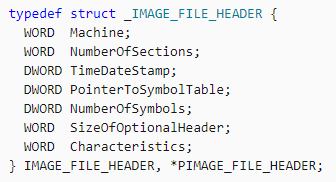 typedef struct _IMAGE_FILE_HEADER {
  WORD  Machine;
  WORD  NumberOfSections;
  DWORD TimeDateStamp;
  DWORD PointerToSymbolTable;
  DWORD NumberOfSymbols;
  WORD  SizeOfOptionalHeader;
  WORD  Characteristics;
} IMAGE_FILE_HEADER, *PIMAGE_FILE_HEADER;